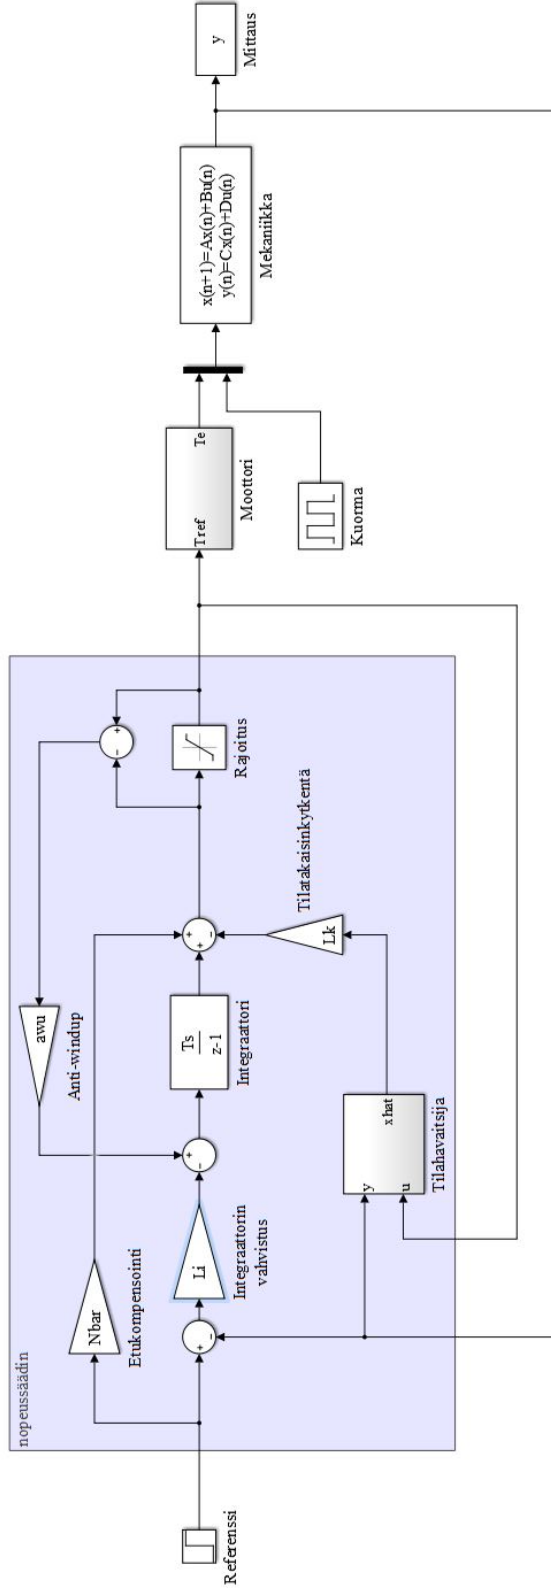 nopeussäädin
Referenssi
+
-
Nbar
Etukompensointi
Li
Integraattorin
vahvistus
-
+
awu
Anti-windup
Ts
z-1
Integraattori
+
+
-
-
+
Rajoitus
Lk
Tilatakaisinkytkentä
y
u
xhat
Tilahavaitsija
Tref
Te
Moottori
Kuorma
x(n+1)=Ax(n)+Bu(n)
y(n)=Cx(n)+Du(n)
Mekaniikka
y
Mittaus